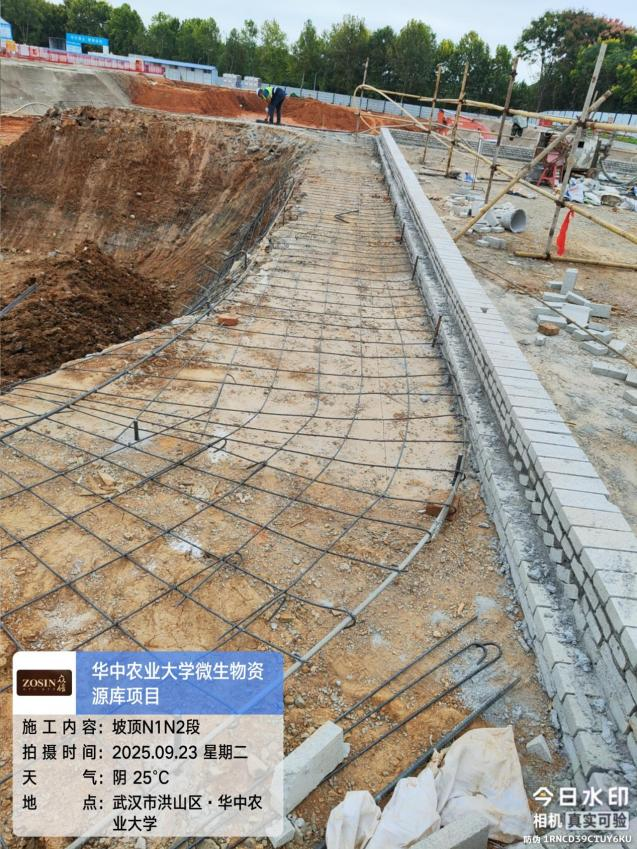 ZOSIN 众信
华中农业大学微生物资
源库项目
施工内容：坡顶N1N2段
拍摄时间：2025.09.23 星期二
天气：阴 25℃
地点：武汉市洪山区·华中农
业大学
今日水印
相机 真实可验
防伪 1RNCD39C1UY6KU